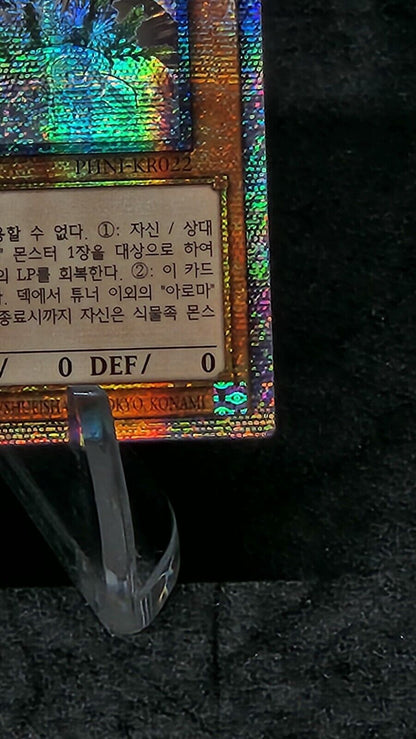 PHNI-KR022
용할 수 없다. ①: 자신 / 상대
" 몬스터 1장을 대상으로 하여
의 LP를 회복한다. ②: 이 카드
. 덱에서 튜너 이외의 "아로마"
종료시까지 자신은 식물족 몬스
/ 0 DEF/ 0
SHUEISH OKYO, KONAMI